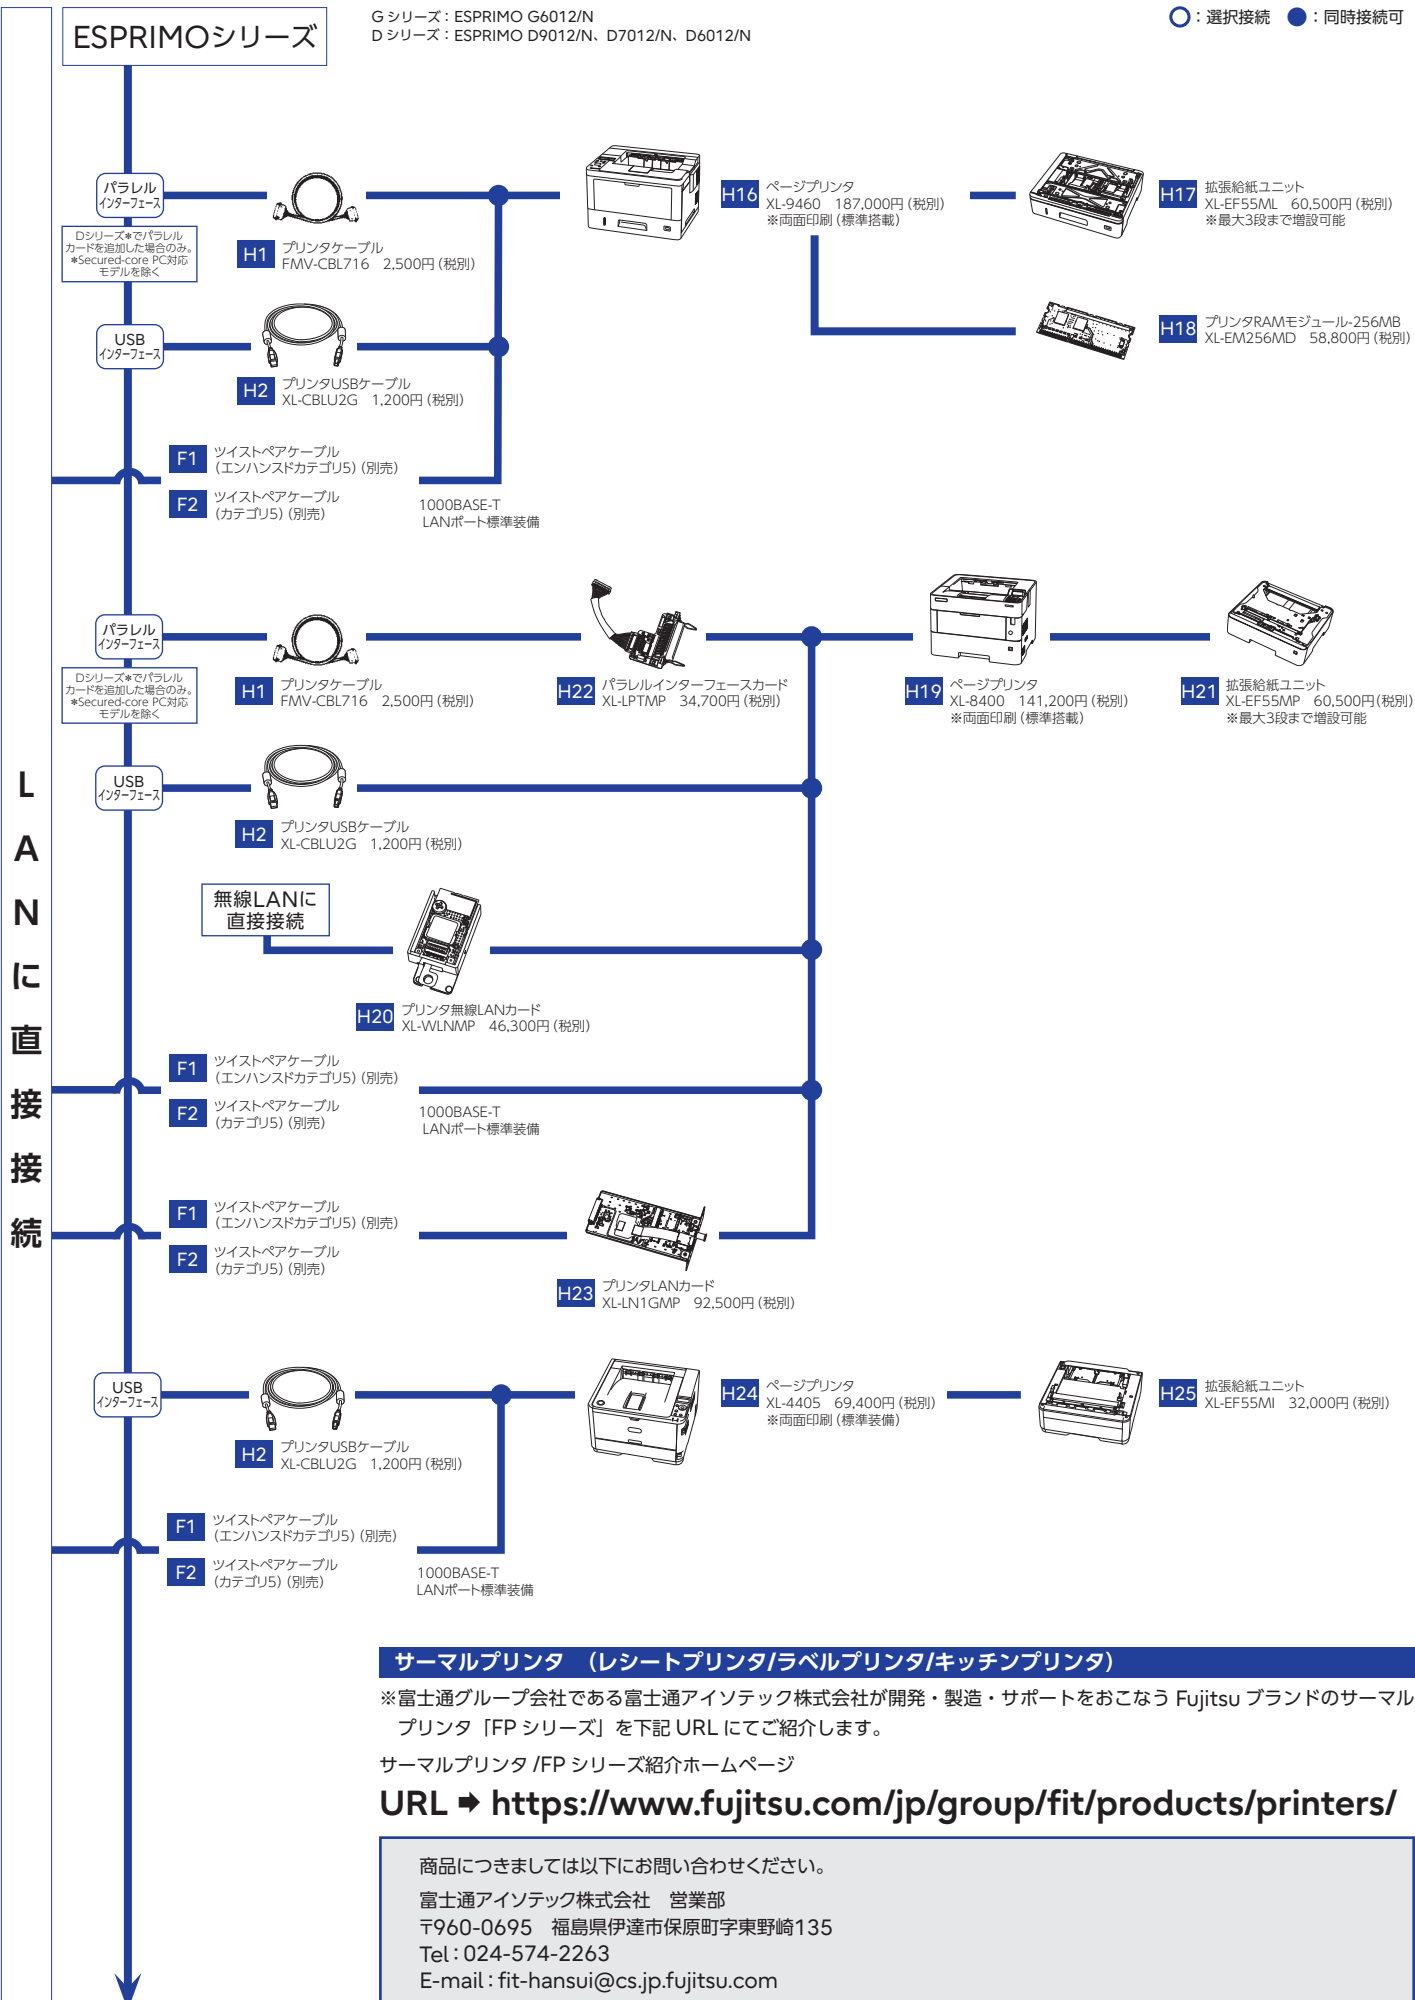 ESPRIMOシリーズ
G シリーズ：ESPRIMO G6012/N
D シリーズ：ESPRIMO D9012/N、D7012/N、D6012/N
○：選択接続　●：同時接続可
パラレル
インターフェース
Dシリーズ*でパラレル
カードを追加した場合のみ。
*Secured-core PC対応
モデルを除く
H1 プリンタケーブル
FMV-CBL716　2,500円（税別）
H16 ページプリンタ
XL-9460　187,000円（税別）
※両面印刷（標準搭載）
H17 拡張給紙ユニット
XL-EF55ML　60,500円（税別）
※最大3段まで増設可能
H18 プリンタRAMモジュール-256MB
XL-EM256MD　58,800円（税別）
USB
インターフェース
H2 プリンタUSBケーブル
XL-CBLU2G　1,200円（税別）
F1 ツイストペアケーブル
（エンハンスドカテゴリ5）（別売）
F2 ツイストペアケーブル
（カテゴリ5）（別売）
1000BASE-T
LANポート標準装備
パラレル
インターフェース
Dシリーズ*でパラレル
カードを追加した場合のみ。
*Secured-core PC対応
モデルを除く
H1 プリンタケーブル
FMV-CBL716　2,500円（税別）
H22 パラレルインターフェースカード
XL-LPTMP　34,700円（税別）
H19 ページプリンタ
XL-8400　141,200円（税別）
※両面印刷（標準搭載）
H21 拡張給紙ユニット
XL-EF55MP　60,500円（税別）
※最大3段まで増設可能
USB
インターフェース
H2 プリンタUSBケーブル
XL-CBLU2G　1,200円（税別）
無線LANに
直接接続
H20 プリンタ無線LANカード
XL-WLNMP　46,300円（税別）
F1 ツイストペアケーブル
（エンハンスドカテゴリ5）（別売）
F2 ツイストペアケーブル
（カテゴリ5）（別売）
1000BASE-T
LANポート標準装備
F1 ツイストペアケーブル
（エンハンスドカテゴリ5）（別売）
F2 ツイストペアケーブル
（カテゴリ5）（別売）
H23 プリンタLANカード
XL-LN1GMP　92,500円（税別）
USB
インターフェース
H2 プリンタUSBケーブル
XL-CBLU2G　1,200円（税別）
H24 ページプリンタ
XL-4405　69,400円（税別）
※両面印刷（標準装備）
H25 拡張給紙ユニット
XL-EF55MI　32,000円（税別）
F1 ツイストペアケーブル
（エンハンスドカテゴリ5）（別売）
F2 ツイストペアケーブル
（カテゴリ5）（別売）
1000BASE-T
LANポート標準装備
LANに直接接続
サーマルプリンタ　（レシートプリンタ/ラベルプリンタ/キッチンプリンタ）
※富士通グループ会社である富士通アイソテック株式会社が開発・製造・サポートをおこなう Fujitsu ブランドのサーマル
プリンタ「FP シリーズ」を下記 URL にてご紹介します。
サーマルプリンタ /FP シリーズ紹介ホームページ
URL ➡ https://www.fujitsu.com/jp/group/fit/products/printers/
商品につきましては以下にお問い合わせください。
富士通アイソテック株式会社　営業部
〒960-0695　福島県伊達市保原町字東野崎135
Tel：024-574-2263
E-mail：fit-hansui@cs.jp.fujitsu.com